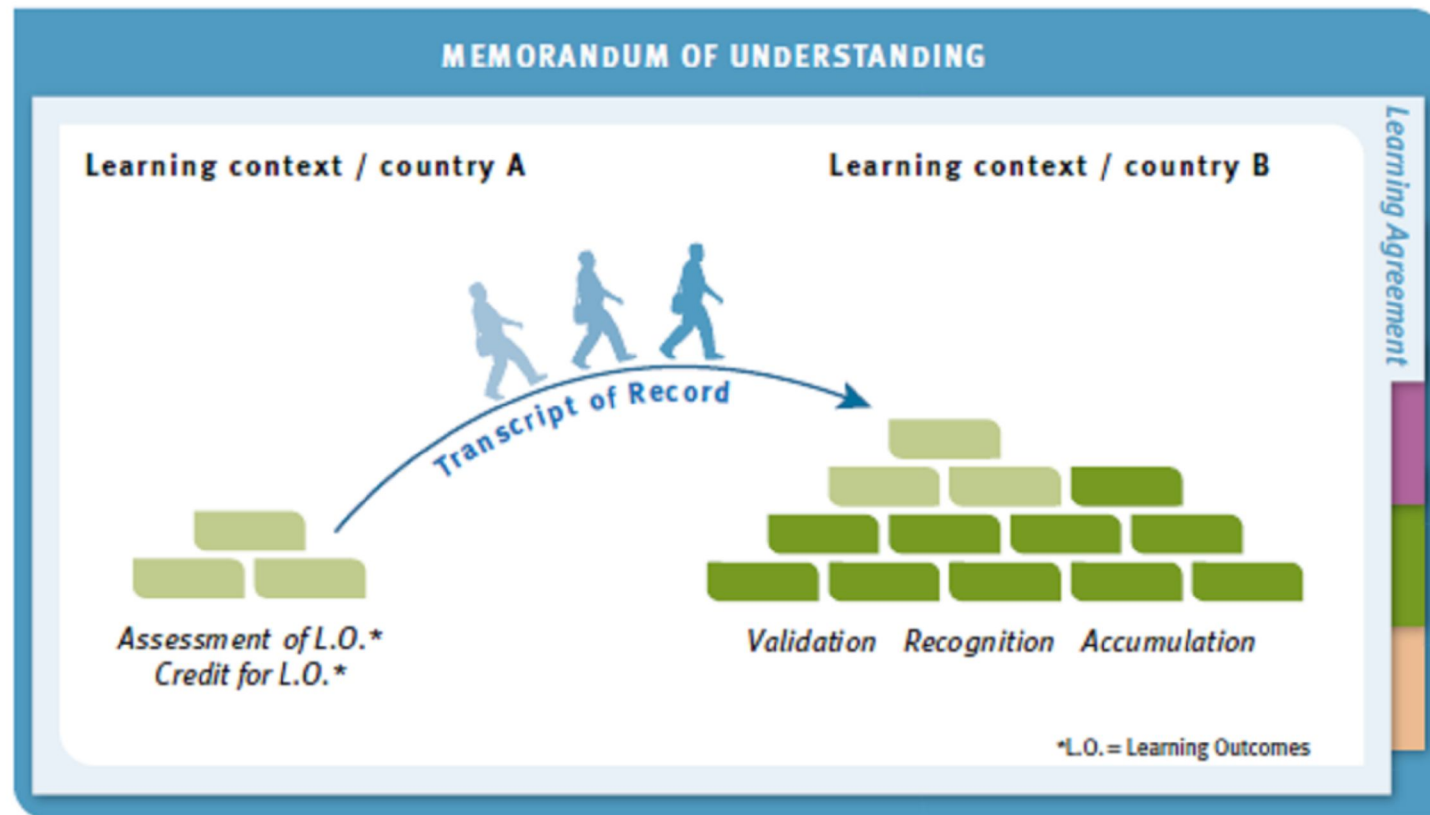 MEMORANDUM OF UNDERSTANDING
Learning context / country A
Learning context / country B
Learning Agreement
Transcript of Record
Assessment of L.O.*
Credit for L.O.*
Validation Recognition Accumulation
*L.O. = Learning Outcomes